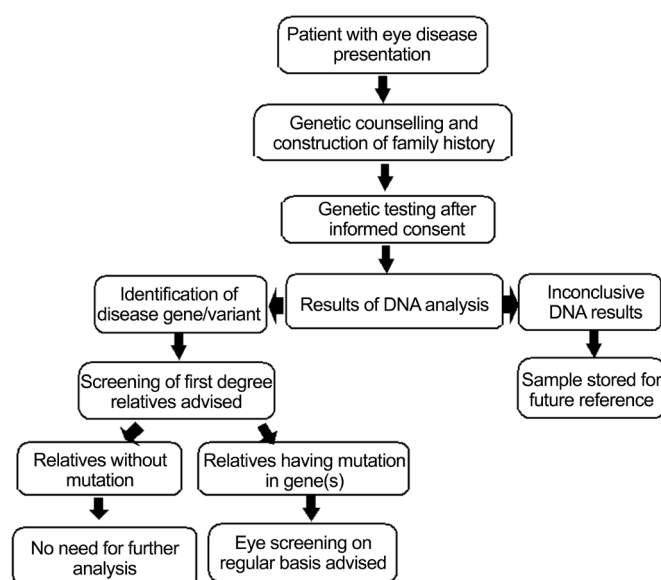 Patient with eye disease
presentation
Genetic counselling and
construction of family history
Genetic testing after
informed consent
Results of DNA analysis
Identification of
disease gene/variant
Inconclusive
DNA results
Screening of first degree
relatives advised
Sample stored for
future reference
Relatives without
mutation
Relatives having mutation
in gene(s)
No need for further
analysis
Eye screening on
regular basis advised